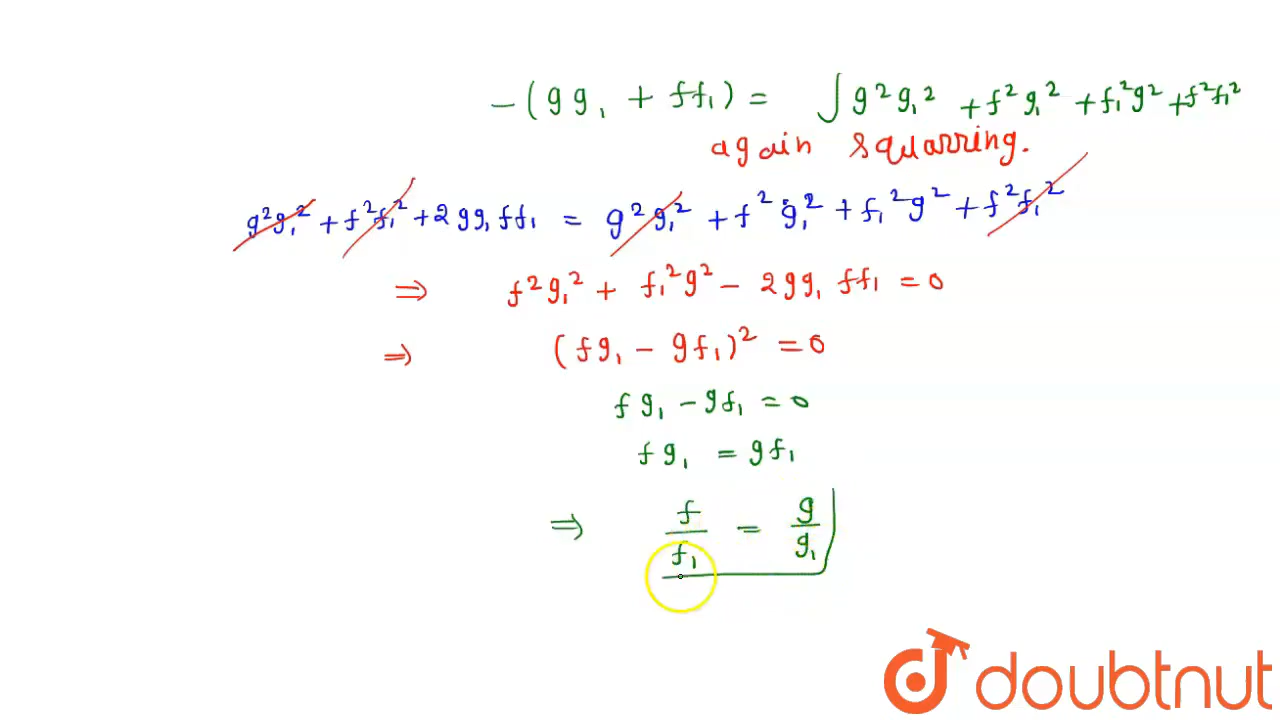 -(gg₁ + ff₁) = √g²g₁² + f²g₁² + f₁²g² + f²f₁²
again squarring.
g²g₁² + f²f₁² + 2gg₁ff₁ = g²g₁² + f²g₁² + f₁²g² + f²f₁²
⇒ f²g₁² + f₁²g² - 2gg₁ff₁ = 0
⇒ (fg₁ - gf₁)² = 0
fg₁ - gf₁ = 0
fg₁ = gf₁
⇒ f/f₁ = g/g₁
doubtnut